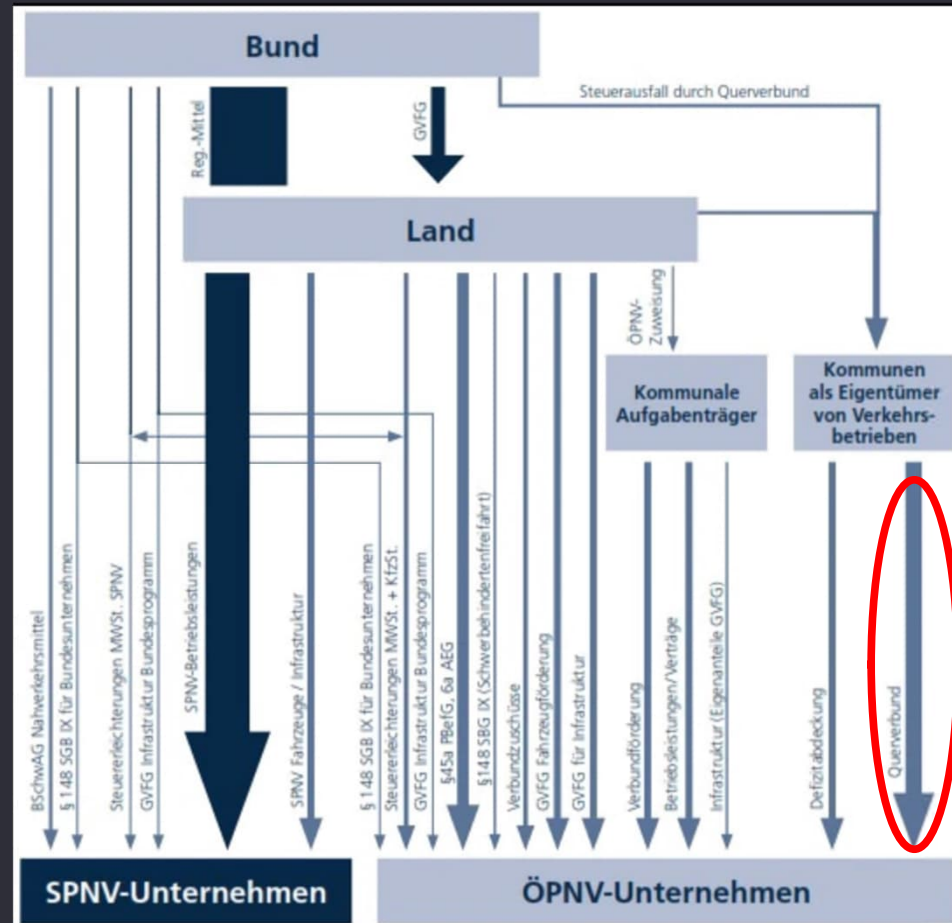 Bund
Steuerausfall durch Querverbund
Reg.-Mittel
GVFG
Land
ÖPNV-
Zuweisung
Kommunale
Aufgabenträger
Kommunen
als Eigentümer
von Verkehrs-
betrieben
BSchwAG Nahverkehrsmittel
§ 148 SGB IX für Bundesunternehmen
Steuererleichterungen MWSt. SPNV
GVFG Infrastruktur Bundesprogramm
SPNV-Betriebsleistungen
SPNV Fahrzeuge / Infrastruktur
§ 148 SGB IX für Bundesunternehmen
Steuererleichterungen MWSt. + KfzSt.
GVFG Infrastruktur Bundesprogramm
§45a PBefG, 6a AEG
§148 SBG IX (Schwerbehindertenfreifahrt)
Verbundzuschüsse
GVFG Fahrzeugförderung
GVFG für Infrastruktur
Verbundförderung
Betriebsleistungen/Verträge
Infrastruktur (Eigenanteile GVFG)
Defizitabdeckung
Querverbund
SPNV-Unternehmen
ÖPNV-Unternehmen